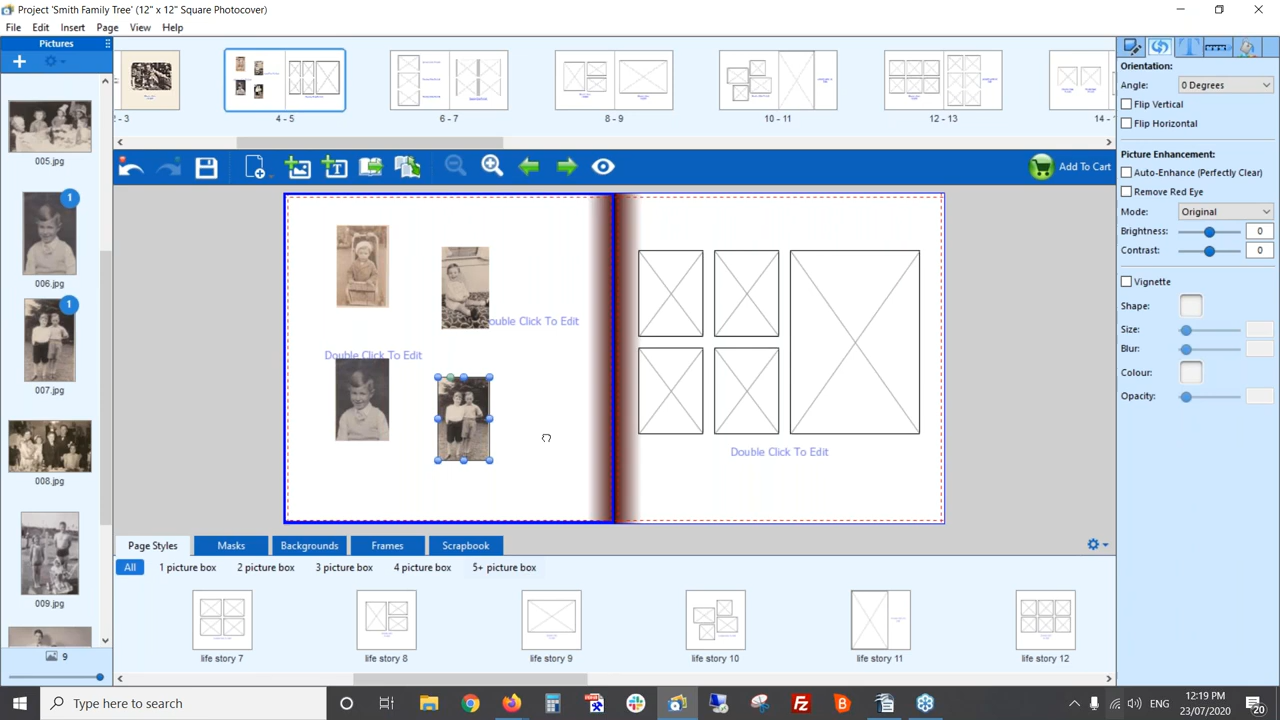 Project 'Smith Family Tree' (12" x 12" Square Photocover)
File Edit Insert Page View Help
Pictures
2 - 3
4 - 5
6 - 7
8 - 9
10 - 11
12 - 13
14 -
Add To Cart
005.jpg
1
006.jpg
1
007.jpg
008.jpg
009.jpg
9
Double Click To Edit
ouble Click To Edit
Double Click To Edit
Orientation:
Angle: 0 Degrees
Flip Vertical
Flip Horizontal
Picture Enhancement:
Auto-Enhance (Perfectly Clear)
Remove Red Eye
Mode: Original
Brightness: 0
Contrast: 0
Vignette
Shape:
Size:
Blur:
Colour:
Opacity:
Page Styles Masks Backgrounds Frames Scrapbook
All 1 picture box 2 picture box 3 picture box 4 picture box 5+ picture box
life story 7 life story 8 life story 9 life story 10 life story 11 life story 12
Type here to search
ENG
12:19 PM
23/07/2020
20